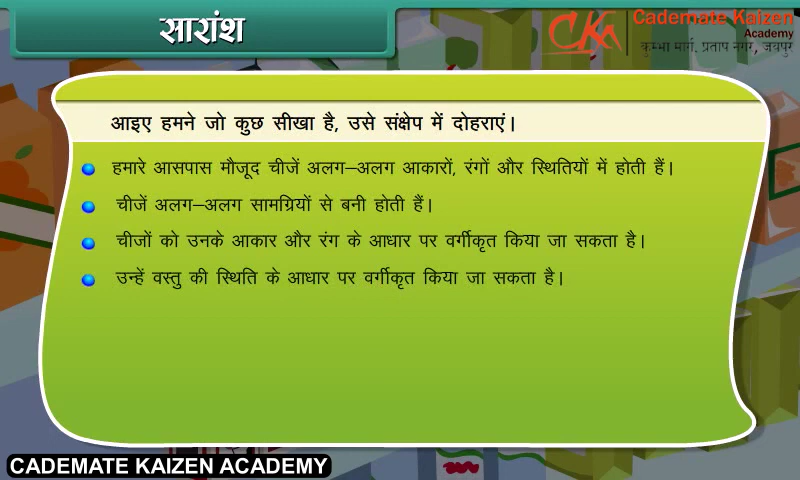 सारांश
CKA
Cademate Kaizen
Academy
कुम्भा मार्ग, प्रताप नगर, जयपुर
आइए हमने जो कुछ सीखा है, उसे संक्षेप में दोहराएं।
हमारे आसपास मौजूद चीजें अलग–अलग आकारों, रंगों और स्थितियों में होती हैं।
चीजें अलग–अलग सामग्रियों से बनी होती हैं।
चीजों को उनके आकार और रंग के आधार पर वर्गीकृत किया जा सकता है।
उन्हें वस्तु की स्थिति के आधार पर वर्गीकृत किया जा सकता है।
CADEMATE KAIZEN ACADEMY